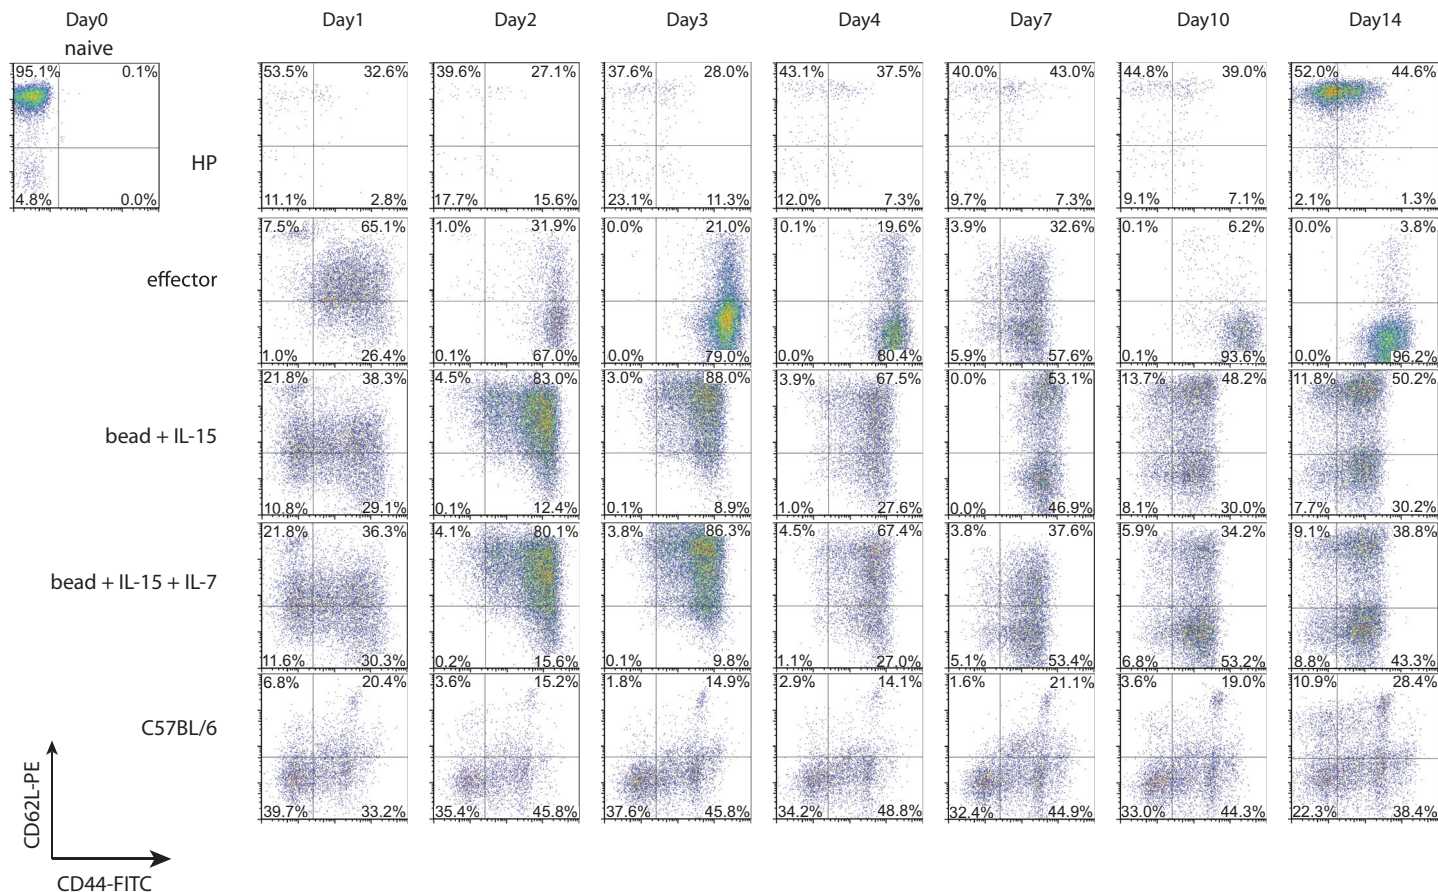 Day0 Day1 Day2 Day3 Day4 Day7 Day10 Day14
naive
95.1% 0.1% 53.5% 32.6% 39.6% 27.1% 37.6% 28.0% 43.1% 37.5% 40.0% 43.0% 44.8% 39.0% 52.0% 44.6%
HP
4.8% 0.0% 11.1% 2.8% 17.7% 15.6% 23.1% 11.3% 12.0% 7.3% 9.7% 7.3% 9.1% 7.1% 2.1% 1.3%
7.5% 65.1% 1.0% 31.9% 0.0% 21.0% 0.1% 19.6% 3.9% 32.6% 0.1% 6.2% 0.0% 3.8%
effector
1.0% 26.4% 0.1% 67.0% 0.0% 79.0% 0.0% 80.4% 5.9% 57.6% 0.1% 93.6% 0.0% 96.2%
21.8% 38.3% 4.5% 83.0% 3.0% 88.0% 3.9% 67.5% 0.0% 53.1% 13.7% 48.2% 11.8% 50.2%
bead + IL-15
10.8% 29.1% 0.1% 12.4% 0.1% 8.9% 1.0% 27.6% 0.0% 46.9% 8.1% 30.0% 7.7% 30.2%
21.8% 36.3% 4.1% 80.1% 3.8% 86.3% 4.5% 67.4% 3.8% 37.6% 5.9% 34.2% 9.1% 38.8%
bead + IL-15 + IL-7
11.6% 30.3% 0.2% 15.6% 0.1% 9.8% 1.1% 27.0% 5.1% 53.4% 6.8% 53.2% 8.8% 43.3%
6.8% 20.4% 3.6% 15.2% 1.8% 14.9% 2.9% 14.1% 1.6% 21.1% 3.6% 19.0% 10.9% 28.4%
C57BL/6
39.7% 33.2% 35.4% 45.8% 37.6% 45.8% 34.2% 48.8% 32.4% 44.9% 33.0% 44.3% 22.3% 38.4%
CD62L-PE
CD44-FITC